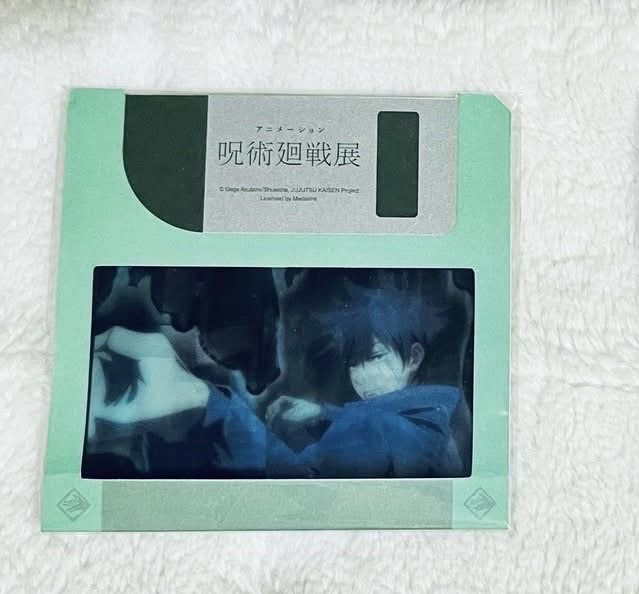 アニメーション
呪術廻戦展
© Gege Akutami/Shueisha, JUJUTSU KAISEN Project
Licensed by Medialink